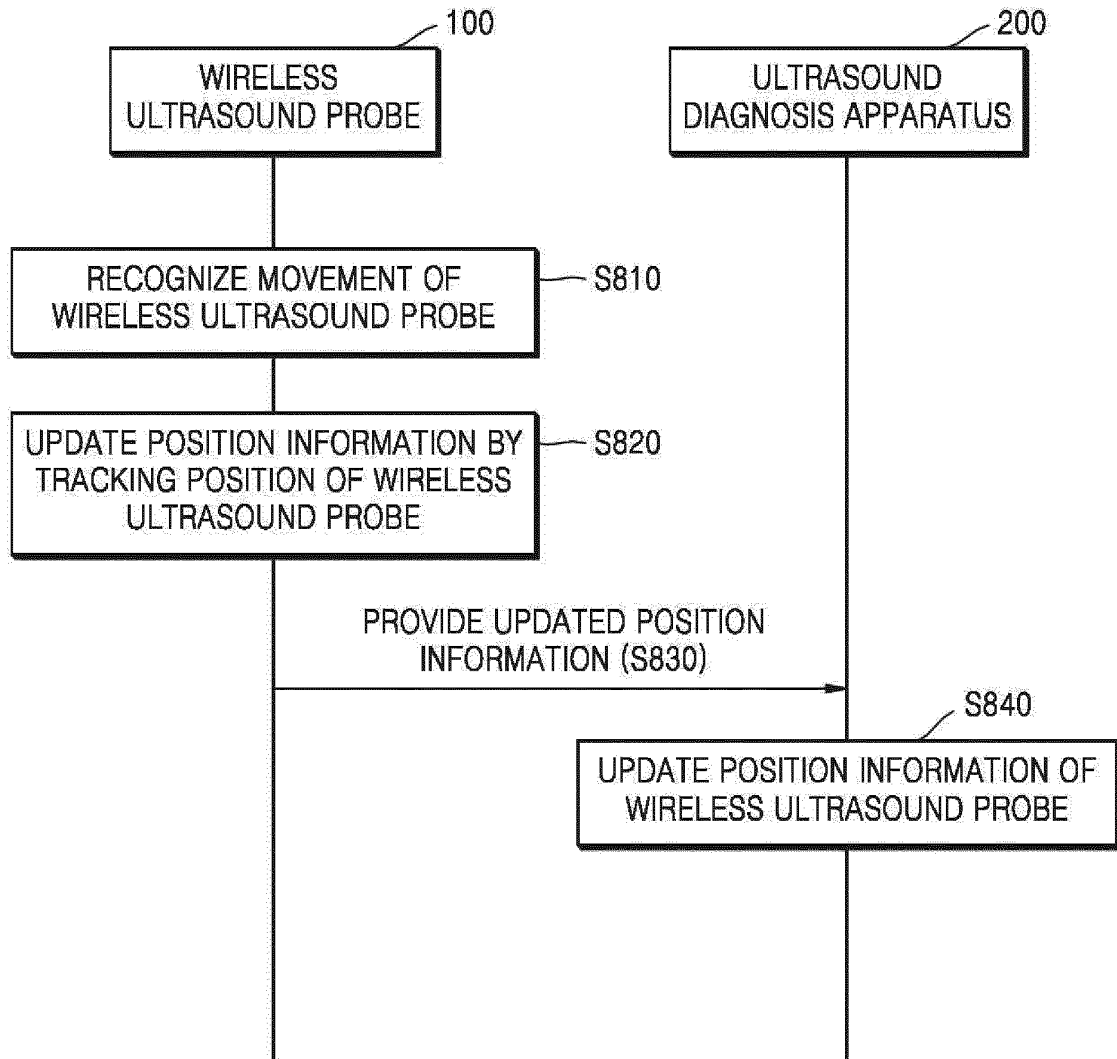 100
200
WIRELESS
ULTRASOUND PROBE
ULTRASOUND
DIAGNOSIS APPARATUS
RECOGNIZE MOVEMENT OF
WIRELESS ULTRASOUND PROBE
S810
UPDATE POSITION INFORMATION BY
TRACKING POSITION OF WIRELESS
ULTRASOUND PROBE
S820
PROVIDE UPDATED POSITION
INFORMATION (S830)
S840
UPDATE POSITION INFORMATION OF
WIRELESS ULTRASOUND PROBE